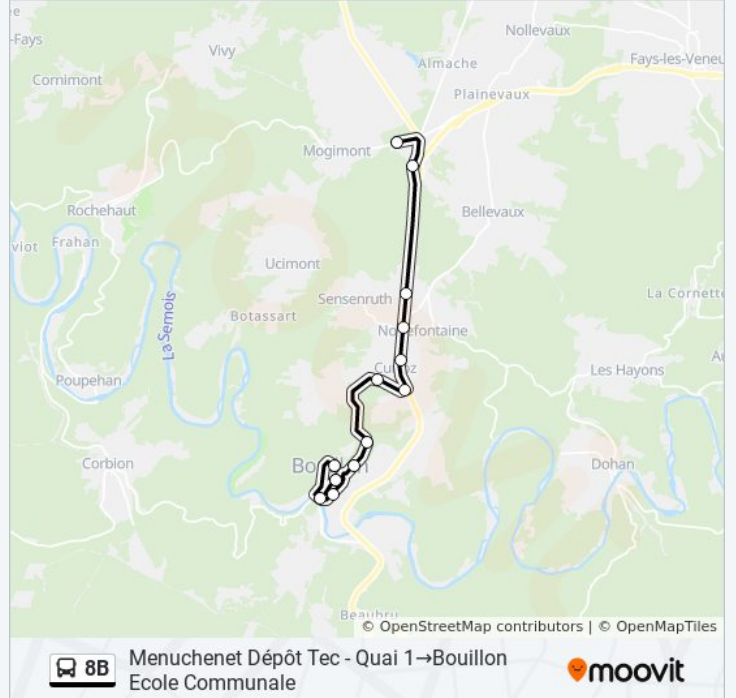 Nollevaux
-Fays
Vivy
Almache
Fays-les-Veneu
Cornimont
Plainevaux
Mogimont
Rochehaut
Bellevaux
viot
Frahan
Ucimont
La Semois
Sensenruth
La Cornette
Botassart
Poupehan
Les Hayons
Corbion
Dohan
Beaubru
© OpenStreetMap contributors | © OpenMapTiles
8B
Menuchenet Dépôt Tec - Quai 1→Bouillon
Ecole Communale
moovit